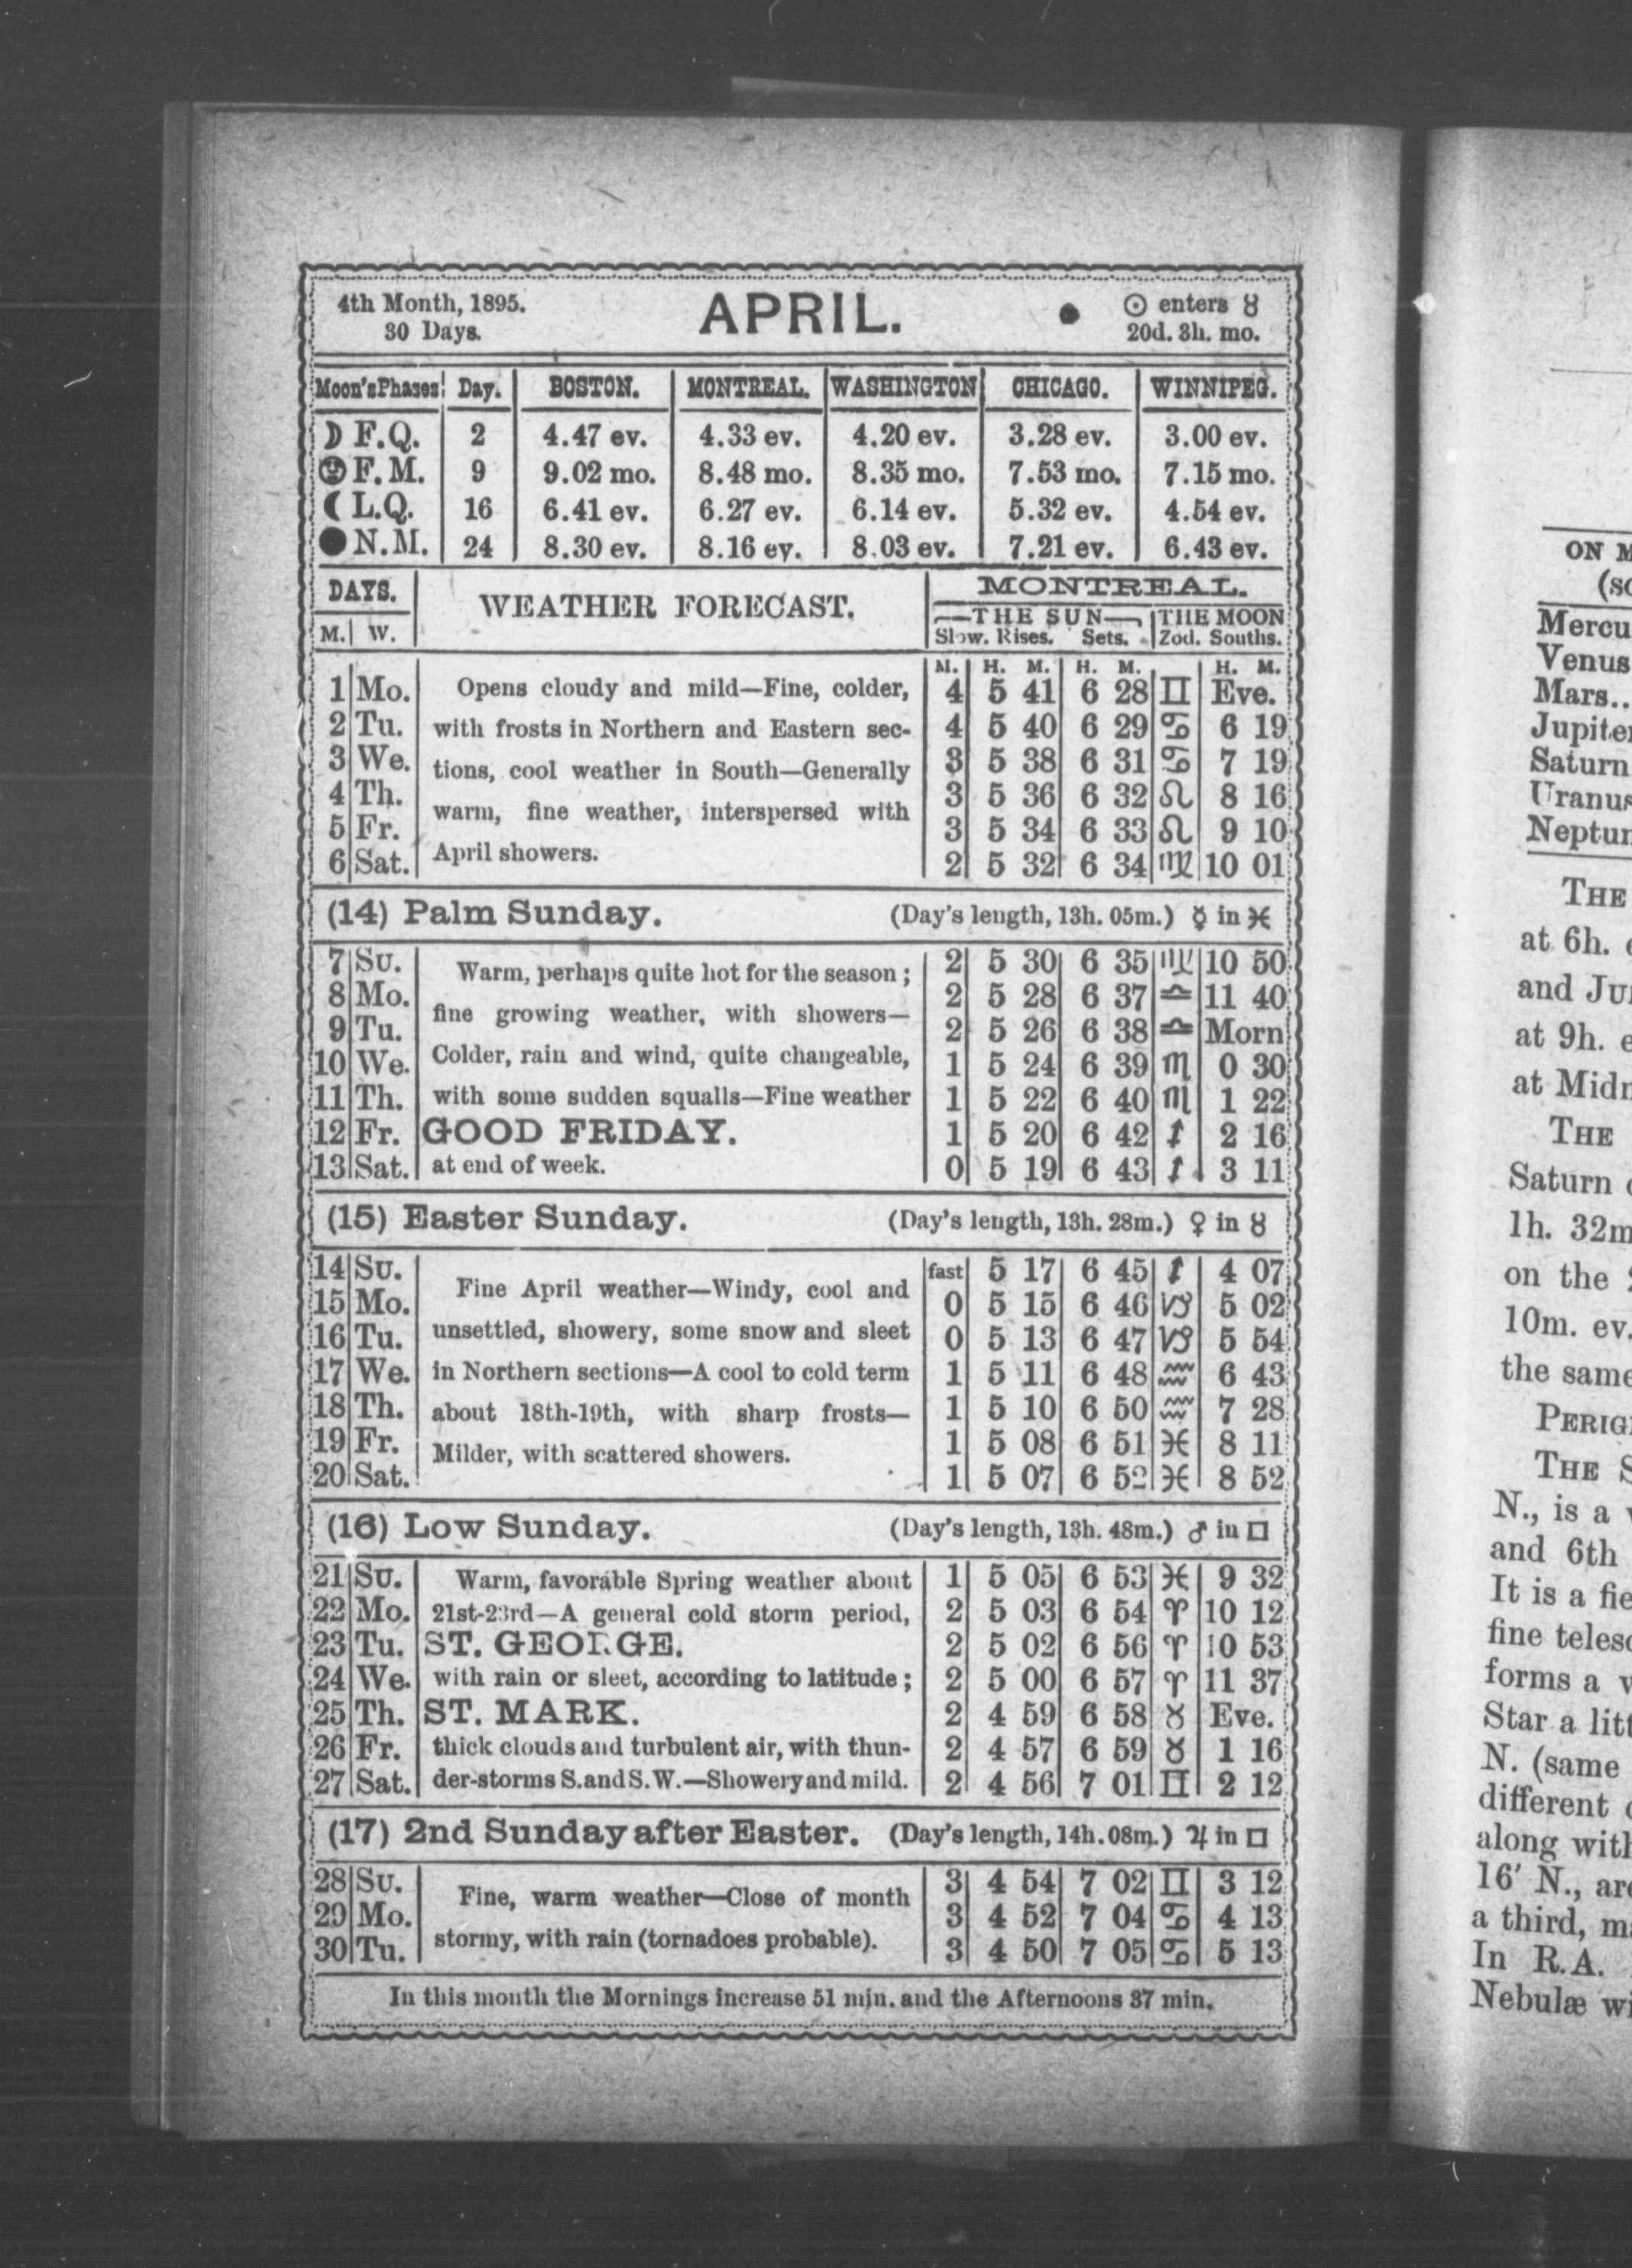 4th Month, 1895.
30 Days.
APRIL.
☉ enters ♉
20d. 3h. mo.
Moon's Phases Day. BOSTON. MONTREAL. WASHINGTON CHICAGO. WINNIPEG.
☽ F.Q. 2 4.47 ev. 4.33 ev. 4.20 ev. 3.28 ev. 3.00 ev.
F.M. 9 9.02 mo. 8.48 mo. 8.35 mo. 7.53 mo. 7.15 mo.
☾ L.Q. 16 6.41 ev. 6.27 ev. 6.14 ev. 5.32 ev. 4.54 ev.
● N.M. 24 8.30 ev. 8.16 ev. 8.03 ev. 7.21 ev. 6.43 ev.
DAYS. WEATHER FORECAST. MONTREAL.
THE SUN THE MOON
M. W. Slow. Rises. Sets. Zod. Souths.
M. H. M. H. M. H. M.
1 Mo. Opens cloudy and mild—Fine, colder, 4 5 41 6 28 ♊ Eve.
2 Tu. with frosts in Northern and Eastern sec- 4 5 40 6 29 ♋ 6 19
3 We. tions, cool weather in South—Generally 3 5 38 6 31 ♋ 7 19
4 Th. warm, fine weather, interspersed with 3 5 36 6 32 ♌ 8 16
5 Fr. April showers. 3 5 34 6 33 ♌ 9 10
6 Sat. 2 5 32 6 34 ♍ 10 01
(14) Palm Sunday. (Day's length, 13h. 05m.) ☿ in ♓
7 Su. Warm, perhaps quite hot for the season; 2 5 30 6 35 ♍ 10 50
8 Mo. fine growing weather, with showers— 2 5 28 6 37 ♎ 11 40
9 Tu. Colder, rain and wind, quite changeable, 2 5 26 6 38 ♎ Morn
10 We. with some sudden squalls—Fine weather 1 5 24 6 39 ♏ 0 30
11 Th. 1 5 22 6 40 ♏ 1 22
12 Fr. GOOD FRIDAY. 1 5 20 6 42 ♐ 2 16
13 Sat. at end of week. 0 5 19 6 43 ♐ 3 11
(15) Easter Sunday. (Day's length, 13h. 28m.) ♀ in ♉
14 Su. Fine April weather—Windy, cool and fast 5 17 6 45 ♐ 4 07
15 Mo. unsettled, showery, some snow and sleet 0 5 15 6 46 ♑ 5 02
16 Tu. in Northern sections—A cool to cold term 0 5 13 6 47 ♑ 5 54
17 We. about 18th-19th, with sharp frosts— 1 5 11 6 48 ♒ 6 43
18 Th. Milder, with scattered showers. 1 5 10 6 50 ♒ 7 28
19 Fr. 1 5 08 6 51 ♓ 8 11
20 Sat. 1 5 07 6 52 ♓ 8 52
(16) Low Sunday. (Day's length, 13h. 48m.) ♂ in □
21 Su. Warm, favorable Spring weather about 1 5 05 6 53 ♓ 9 32
22 Mo. 21st-23rd—A general cold storm period, 2 5 03 6 54 ♈ 10 12
23 Tu. ST. GEORGE. 2 5 02 6 56 ♈ 10 53
24 We. with rain or sleet, according to latitude; 2 5 00 6 57 ♈ 11 37
25 Th. ST. MARK. 2 4 59 6 58 ♉ Eve.
26 Fr. thick clouds and turbulent air, with thun- 2 4 57 6 59 ♉ 1 16
27 Sat. der-storms S. and S.W.—Showery and mild. 2 4 56 7 01 ♊ 2 12
(17) 2nd Sunday after Easter. (Day's length, 14h. 08m.) ♃ in □
28 Su. Fine, warm weather—Close of month 3 4 54 7 02 ♊ 3 12
29 Mo. stormy, with rain (tornadoes probable). 3 4 52 7 04 ♋ 4 13
30 Tu. 3 4 50 7 05 ♋ 5 13
In this month the Mornings increase 51 min. and the Afternoons 37 min.
ON
Mercu
Venus
Mars..
Jupiter
Saturn
Uranus
Neptun
THE
at 6h.
and
at 9h.
at Midn
THE
Saturn
1h. 32m
on the
10m. ev.
the same
PERIG
THE
N., is a
and 6th
It is a fie
fine telesc
forms a
Star a litt
N. (same
different
along with
16' N., are
a third,
In R.A.
Nebulæ